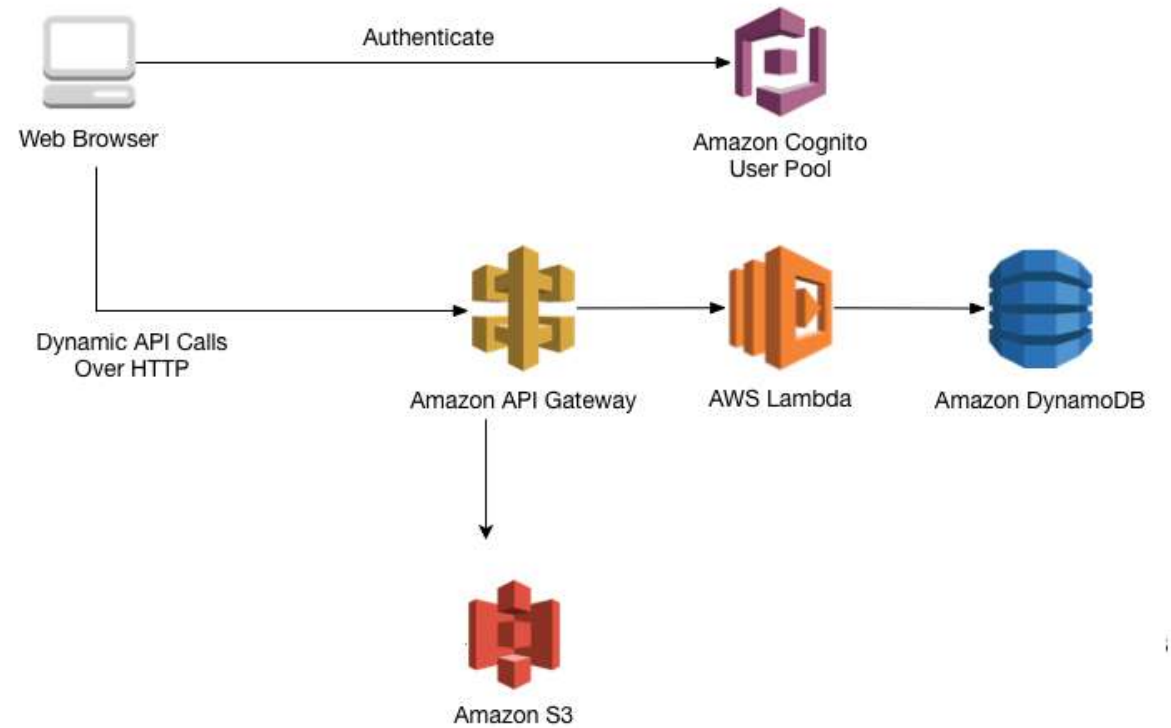 Authenticate
Web Browser
Amazon Cognito
User Pool
Dynamic API Calls
Over HTTP
Amazon API Gateway
AWS Lambda
Amazon DynamoDB
Amazon S3